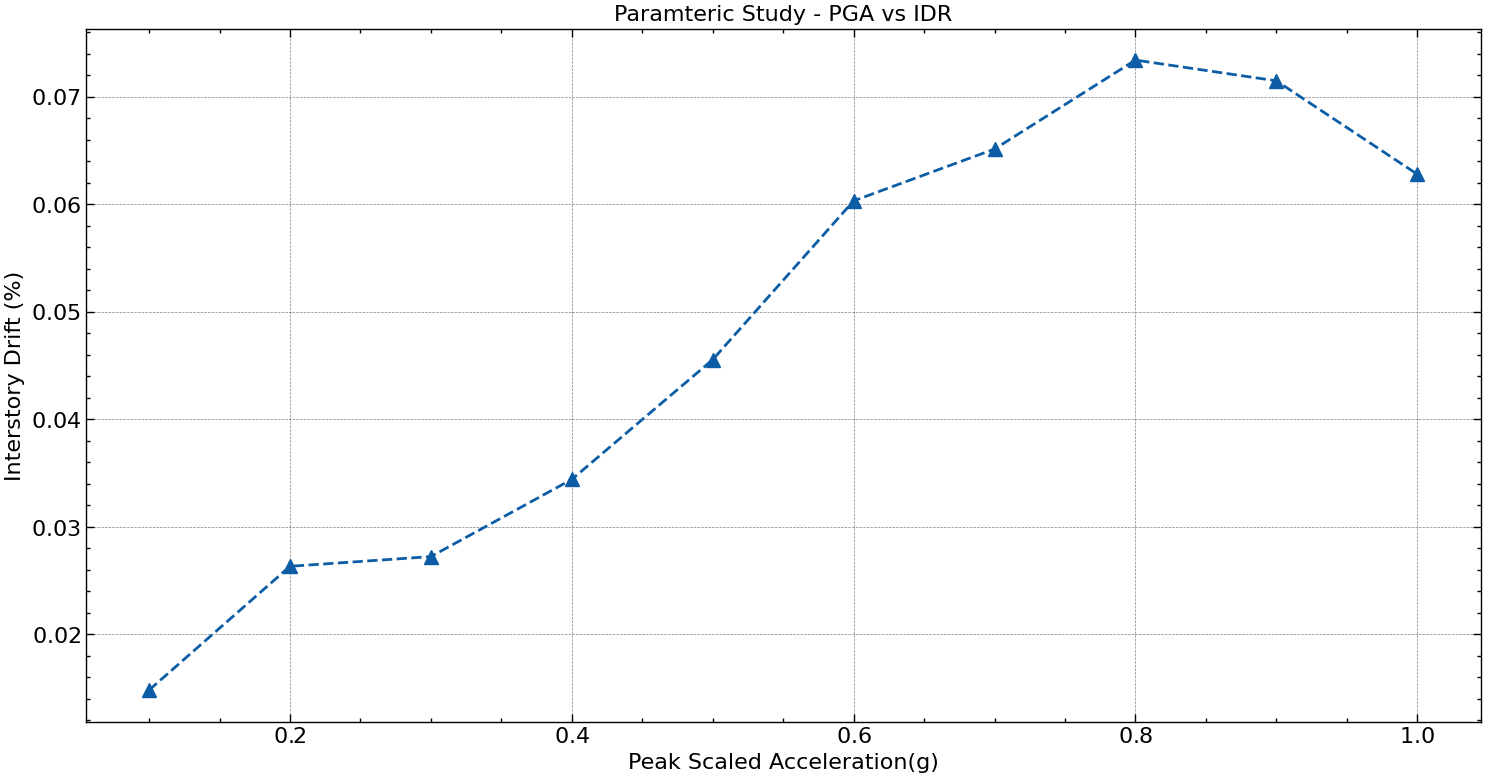 Paramteric Study - PGA vs IDR
Interstory Drift (%)
0.07
0.06
0.05
0.04
0.03
0.02
0.2 0.4 0.6 0.8 1.0
Peak Scaled Acceleration(g)